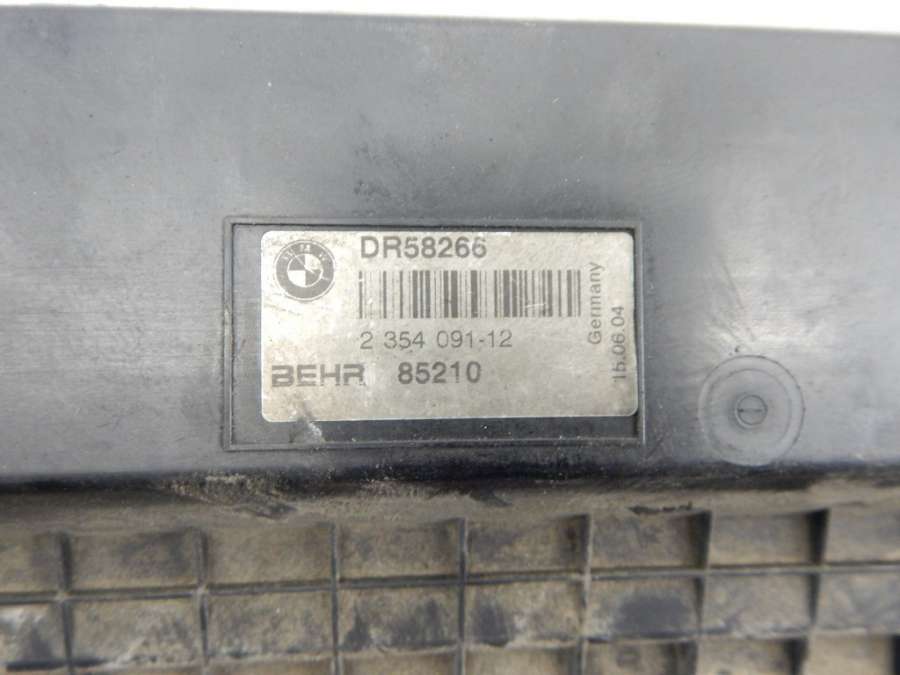 DR58266
2 354 091-12
BEHR 85210
Germany
15.06.04